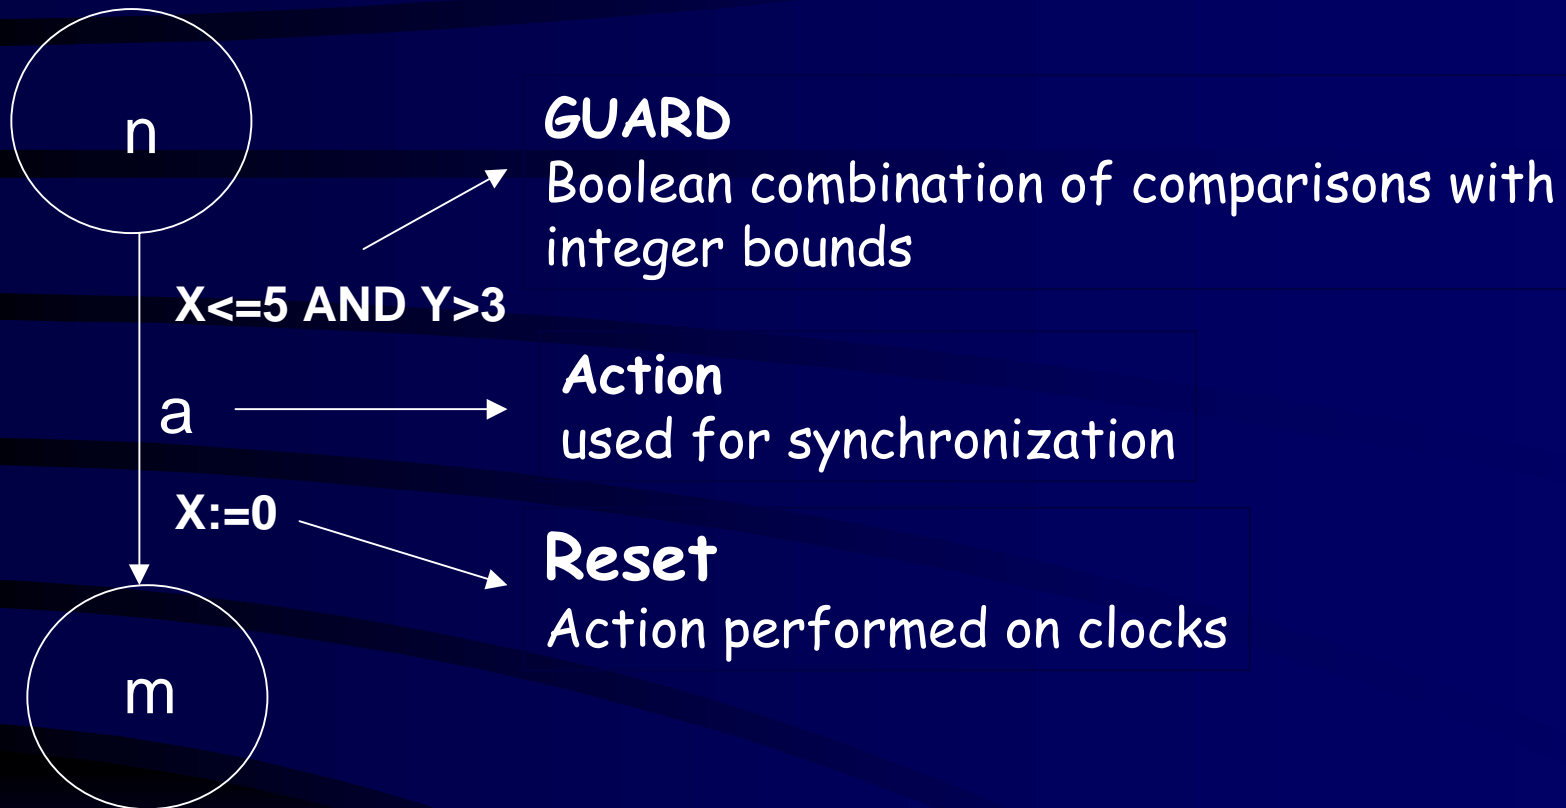 n
GUARD
Boolean combination of comparisons with
integer bounds
X<=5 AND Y>3
Action
a
used for synchronization
X:=0
Reset
Action performed on clocks
m